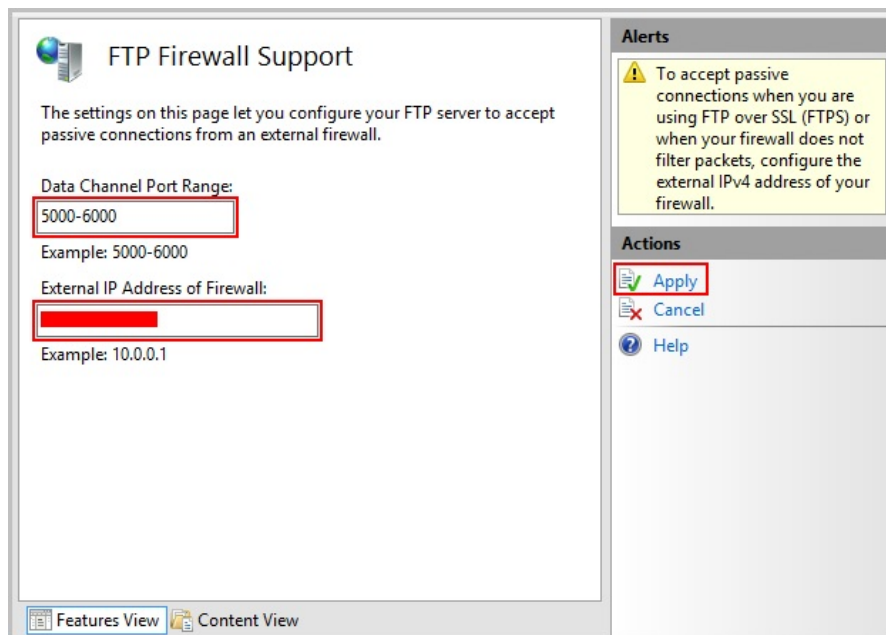 FTP Firewall Support
The settings on this page let you configure your FTP server to accept
passive connections from an external firewall.
Data Channel Port Range:
5000-6000
Example: 5000-6000
External IP Address of Firewall:
Example: 10.0.0.1
Features View
Content View
Alerts
To accept passive
connections when you are
using FTP over SSL (FTPS) or
when your firewall does not
filter packets, configure the
external IPv4 address of your
firewall.
Actions
Apply
Cancel
Help